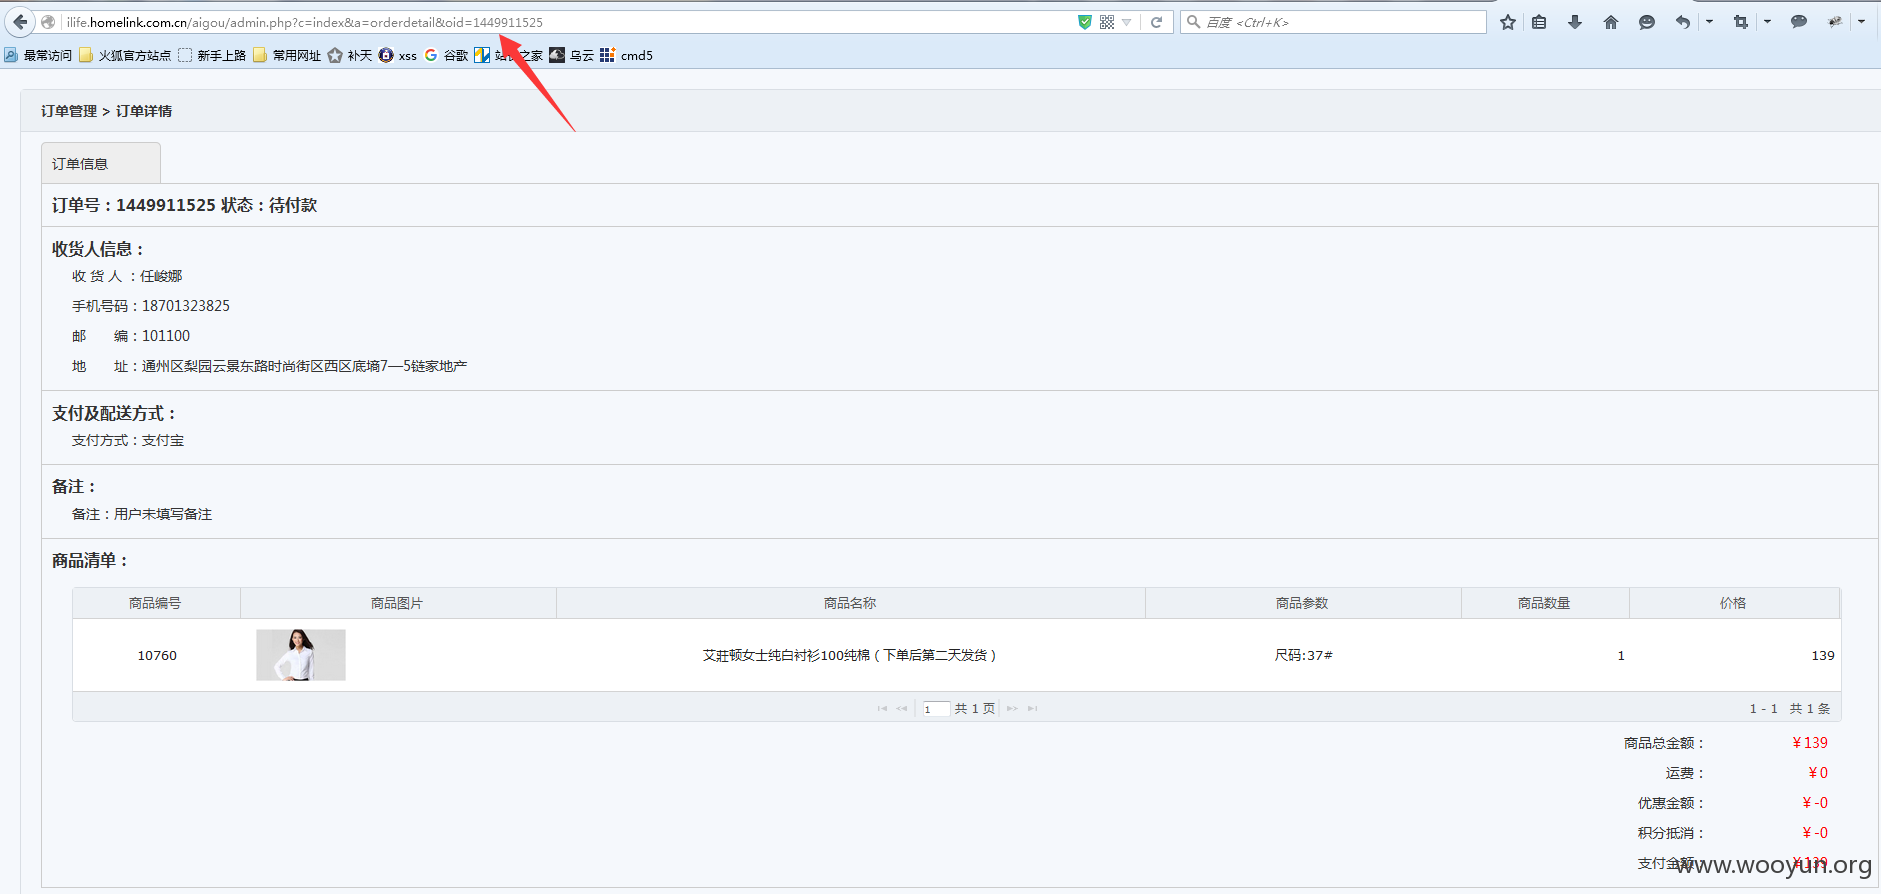 ilife.homelink.com.cn/aigou/admin.php?c=index&a=orderdetail&oid=1449911525
百度 <Ctrl+K>
最常访问 火狐官方站点 新手上路 常用网址 补天 xss 谷歌 站长之家 乌云 cmd5
订单管理 > 订单详情
订单信息
订单号：1449911525 状态：待付款
收货人信息：
收 货 人 ：任峻娜
手机号码：18701323825
邮 编：101100
地 址：通州区梨园云景东路时尚街区西区底墒7—5链家地产
支付及配送方式：
支付方式：支付宝
备注：
备注：用户未填写备注
商品清单：
商品编号 商品图片 商品名称 商品参数 商品数量 价格
10760 艾莊顿女士纯白衬衫100纯棉（下单后第二天发货） 尺码:37# 1 139
1 共 1 页 1 - 1 共 1 条
商品总金额： ￥139
运费： ￥0
优惠金额： ￥-0
积分抵消： ￥-0
支付金额： ￥139
www.wooyun.org